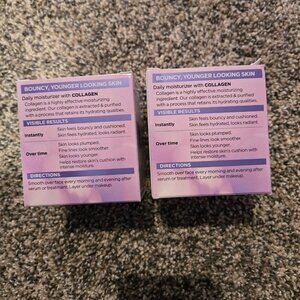 BOUNCY, YOUNGER LOOKING SKIN
Daily moisturizer with COLLAGEN
Collagen is a highly effective moisturizing
ingredient. Our collagen is extracted & purified
with a process that retains its hydrating qualities.
VISIBLE RESULTS
Instantly Skin feels bouncy and cushioned.
Skin feels hydrated, looks radiant.
Over time Skin looks plumped.
Fine lines look smoother.
Skin looks younger.
Helps restore skin's cushion with
intense moisture.
DIRECTIONS
Smooth over face every morning and evening after
serum or treatment. Layer under makeup.
BOUNCY, YOUNGER LOOKING SKIN
Daily moisturizer with COLLAGEN
Collagen is a highly effective moisturizing
ingredient. Our collagen is extracted & purified
with a process that retains its hydrating qualities.
VISIBLE RESULTS
Instantly Skin feels bouncy and cushioned.
Skin feels hydrated, looks radiant.
Over time Skin looks plumped.
Fine lines look smoother.
Skin looks younger.
Helps restore skin's cushion with
intense moisture.
DIRECTIONS
Smooth over face every morning and evening after
serum or treatment. Layer under makeup.